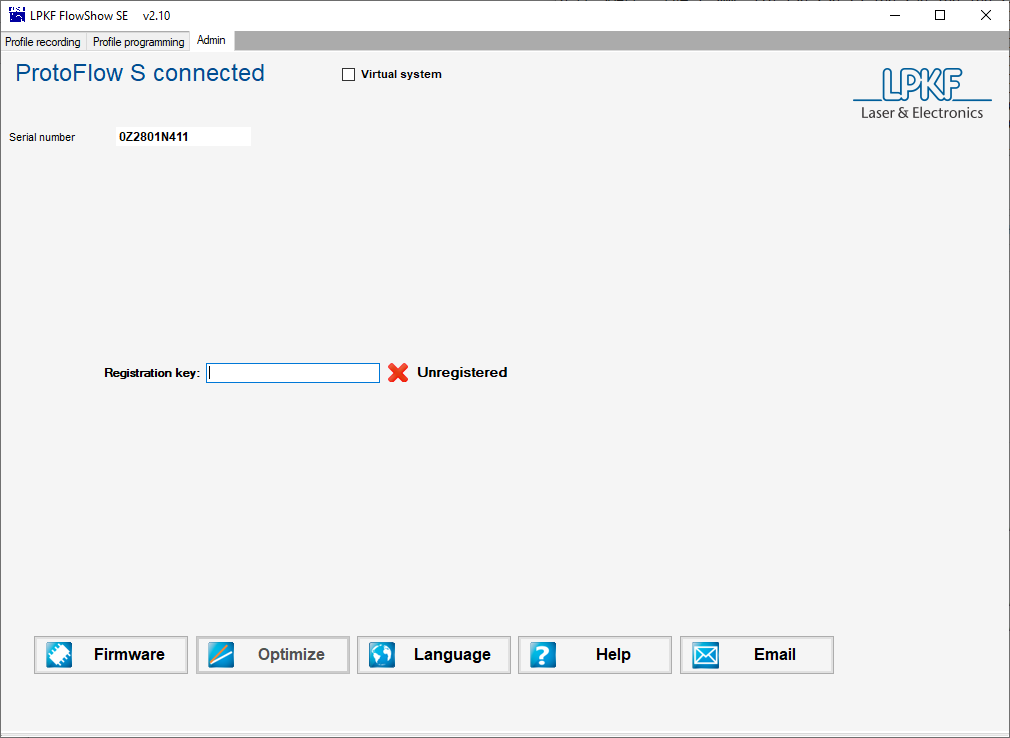 LPKF FlowShow SE v2.10
Profile recording Profile programming Admin
ProtoFlow S connected
Virtual system
LPKF
Laser & Electronics
Serial number 0Z2801N411
Registration key: Unregistered
Firmware Optimize Language Help Email